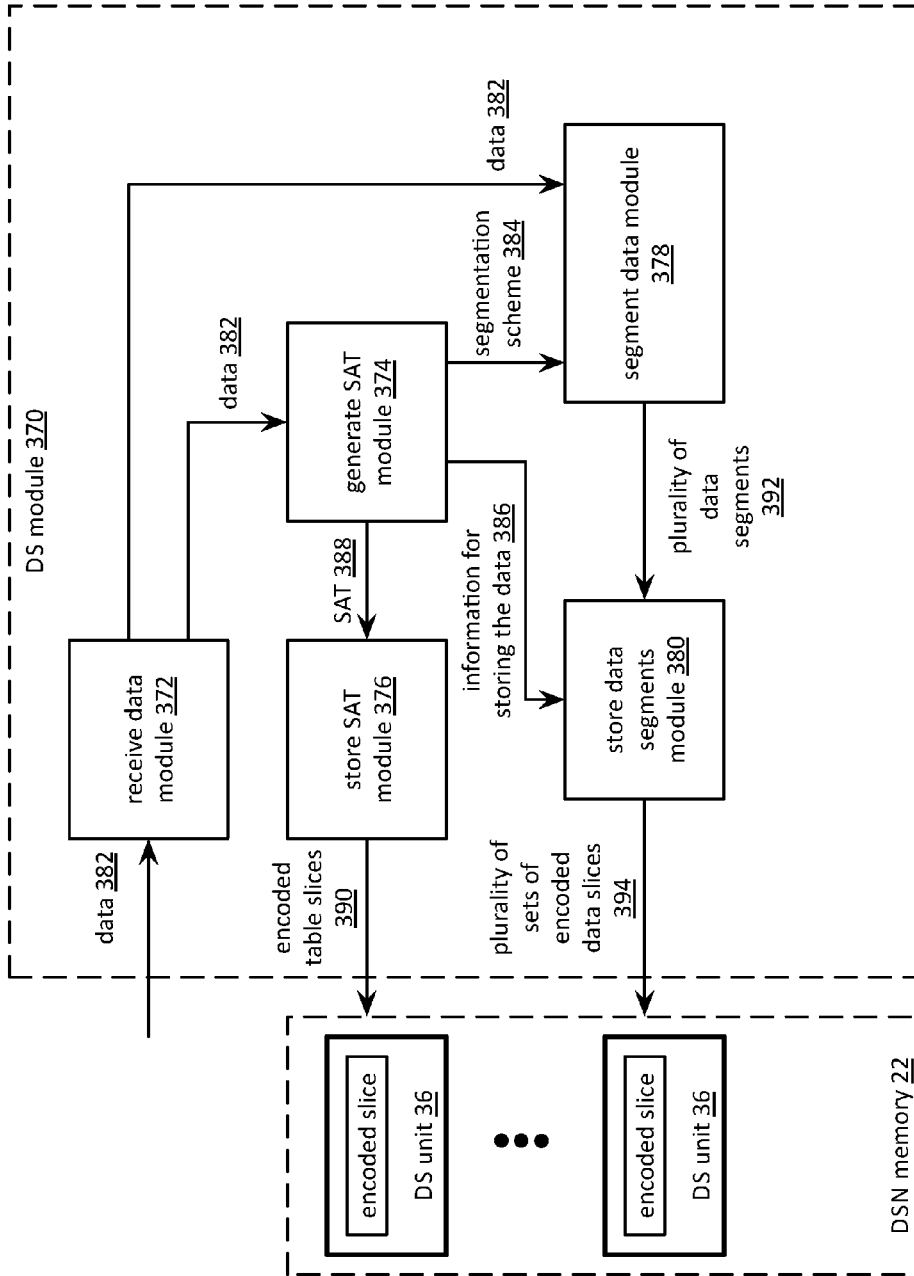 DS module 370
data 382
receive data
module 372
data 382
data 382
generate SAT
module 374
SAT 388
store SAT
module 376
encoded
table slices
390
segmentation
scheme 384
information for
storing the data 386
segment data module
378
plurality of
data
segments
392
store data
segments
module 380
plurality of
sets of
encoded
data slices
394
encoded slice
DS unit 36
encoded slice
DS unit 36
DSN memory 22